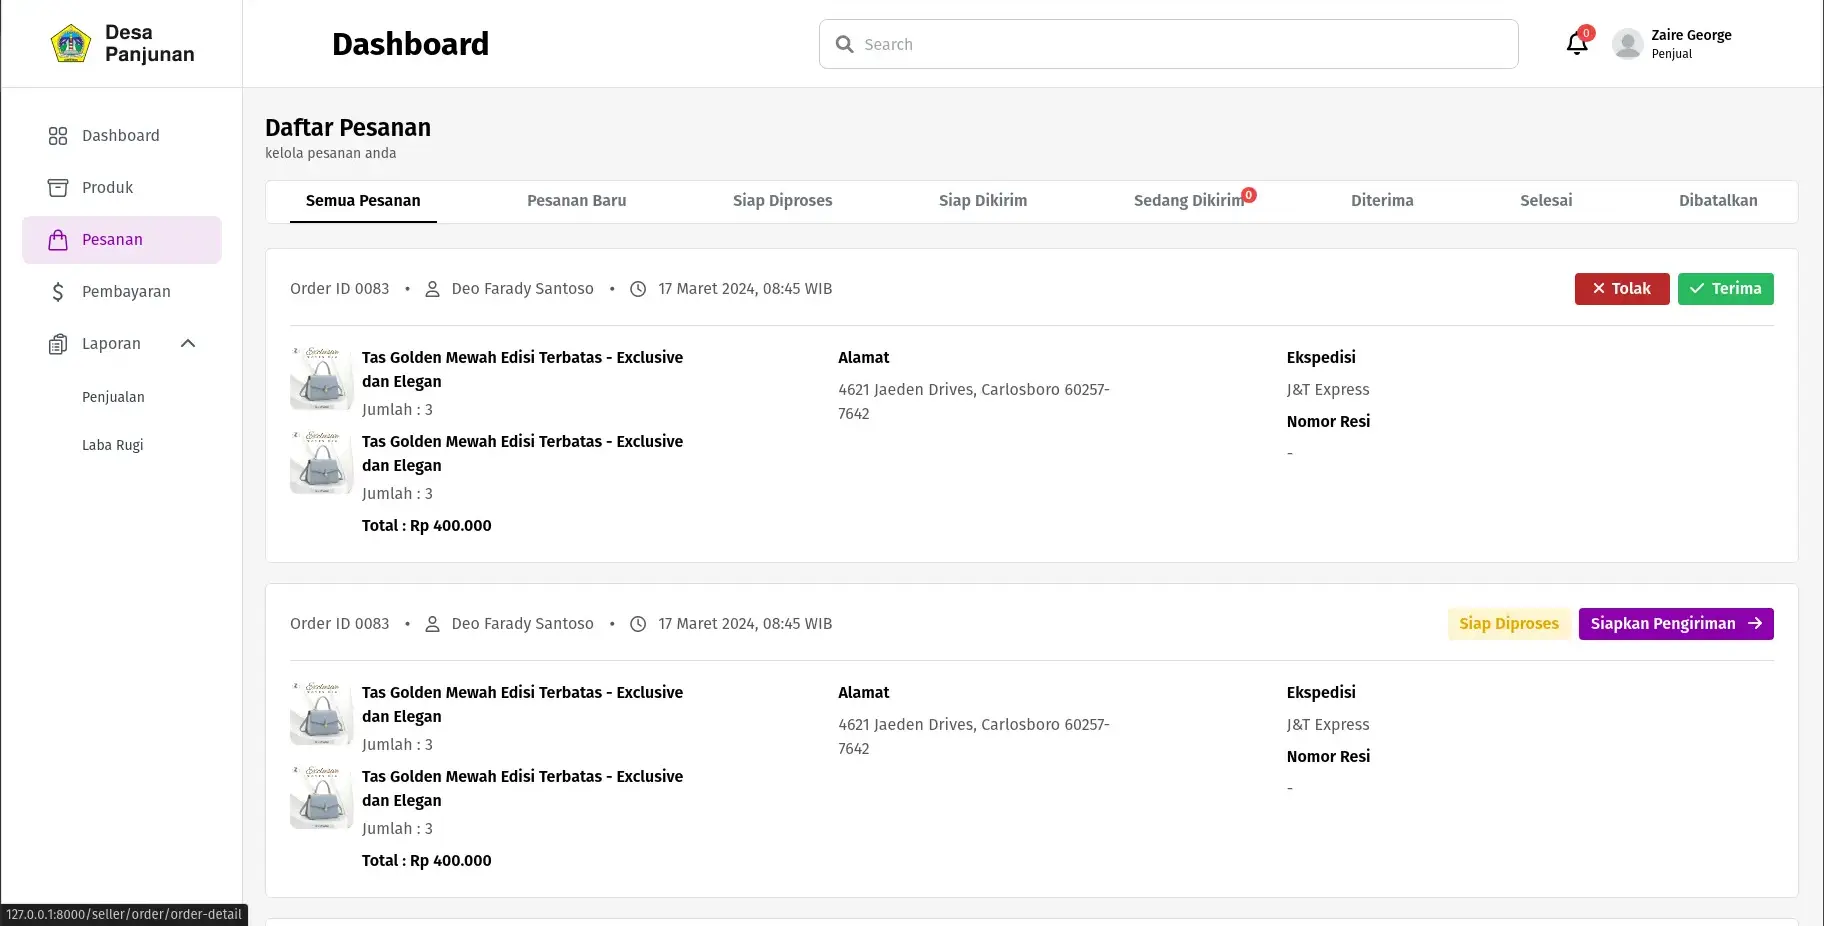 Desa
Panjunan
Dashboard
Search
0
Zaire George
Penjual
Dashboard
Produk
Pesanan
Pembayaran
Laporan
Penjualan
Laba Rugi
Daftar Pesanan
kelola pesanan anda
Semua Pesanan
Pesanan Baru
Siap Diproses
Siap Dikirim
Sedang Dikirim
0
Diterima
Selesai
Dibatalkan
Order ID 0083 • Deo Farady Santoso • 17 Maret 2024, 08:45 WIB
Tolak
Terima
Tas Golden Mewah Edisi Terbatas - Exclusive
dan Elegan
Jumlah : 3
Tas Golden Mewah Edisi Terbatas - Exclusive
dan Elegan
Jumlah : 3
Total : Rp 400.000
Alamat
4621 Jaeden Drives, Carlosboro 60257-
7642
Ekspedisi
J&T Express
Nomor Resi
-
Order ID 0083 • Deo Farady Santoso • 17 Maret 2024, 08:45 WIB
Siap Diproses
Siapkan Pengiriman
Tas Golden Mewah Edisi Terbatas - Exclusive
dan Elegan
Jumlah : 3
Tas Golden Mewah Edisi Terbatas - Exclusive
dan Elegan
Jumlah : 3
Total : Rp 400.000
Alamat
4621 Jaeden Drives, Carlosboro 60257-
7642
Ekspedisi
J&T Express
Nomor Resi
-
127.0.0.1:8000/seller/order/order-detail